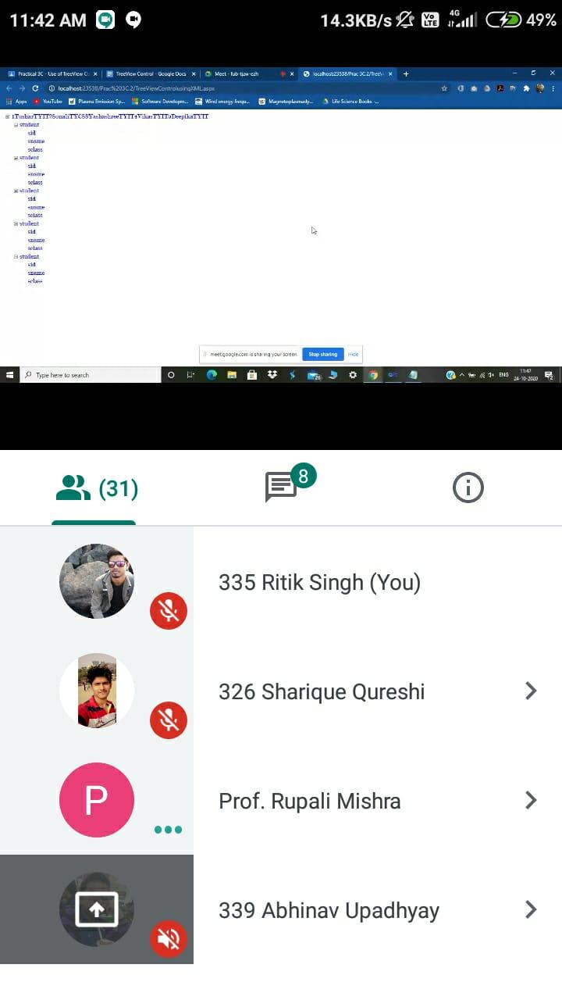 11:42 AM 14.3KB/s Vo LTE 4G 49%
Practical 3C - Use of TreeView C TreeView Control - Google Docs Meet - localhost:23538/Prac 3C.2/TreeVi
localhost:23538/Prac%203C.2/TreeViewControlusingXML.aspx
Apps YouTube Plasma Emission Sp... Software Developm... Wind energy frequ... Magnetoplasmady... Life Science Books -...
student
sid
sname
sclass
student
sid
sname
sclass
student
sid
sname
sclass
student
sid
sname
sclass
student
sid
sname
sclass
meet.google.com is sharing your screen. Stop sharing Hide
Type here to search 26 ENG 11:42 24-10-2020 2
(31) 8
335 Ritik Singh (You)
326 Sharique Qureshi
P Prof. Rupali Mishra
339 Abhinav Upadhyay